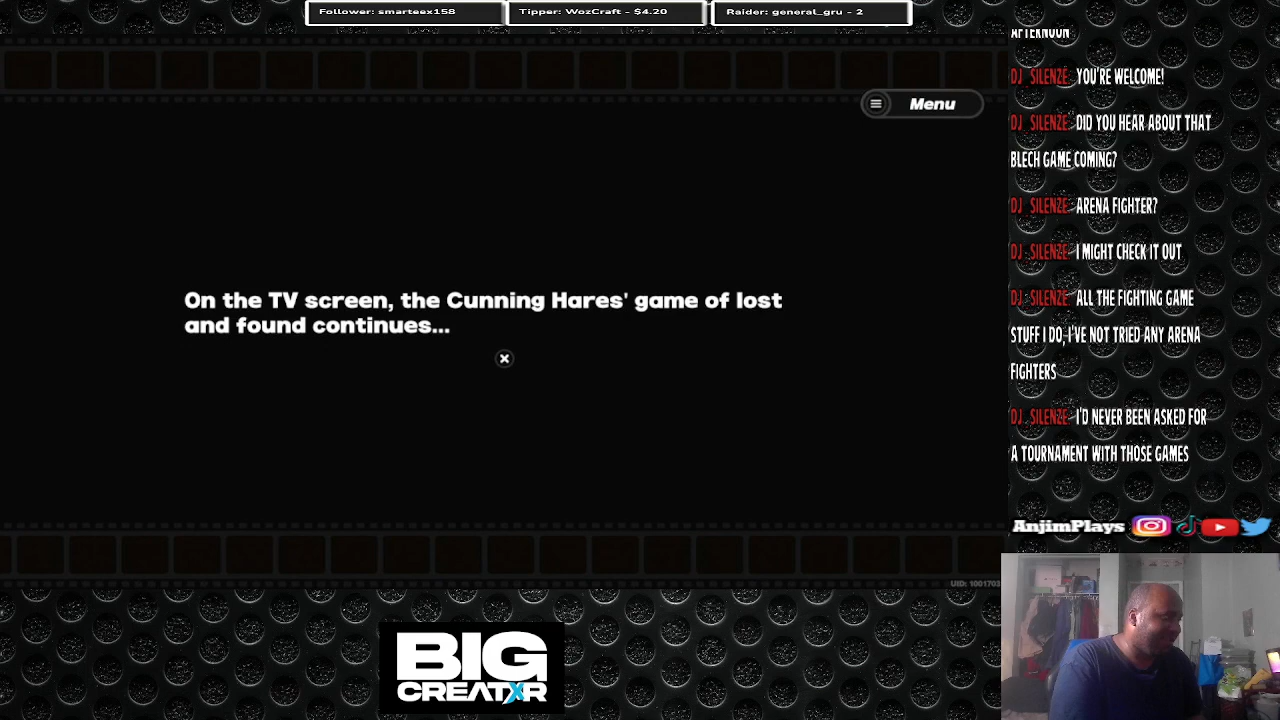 Follower: smarteex158
Tipper: WozCraft - $4.20
Raider: general_gru - 2
AFTERNOON
DJ_SILENZE: YOU'RE WELCOME!
DJ_SILENZE: DID YOU HEAR ABOUT THAT
BLECH GAME COMING?
DJ_SILENZE: ARENA FIGHTER?
DJ_SILENZE: I MIGHT CHECK IT OUT
DJ_SILENZE: ALL THE FIGHTING GAME
STUFF I DO, I'VE NOT TRIED ANY ARENA
FIGHTERS
DJ_SILENZE: I'D NEVER BEEN ASKED FOR
A TOURNAMENT WITH THOSE GAMES
Menu
On the TV screen, the Cunning Hares' game of lost
and found continues...
AnjimPlays
UID: 1001703
BIG
CREATXR